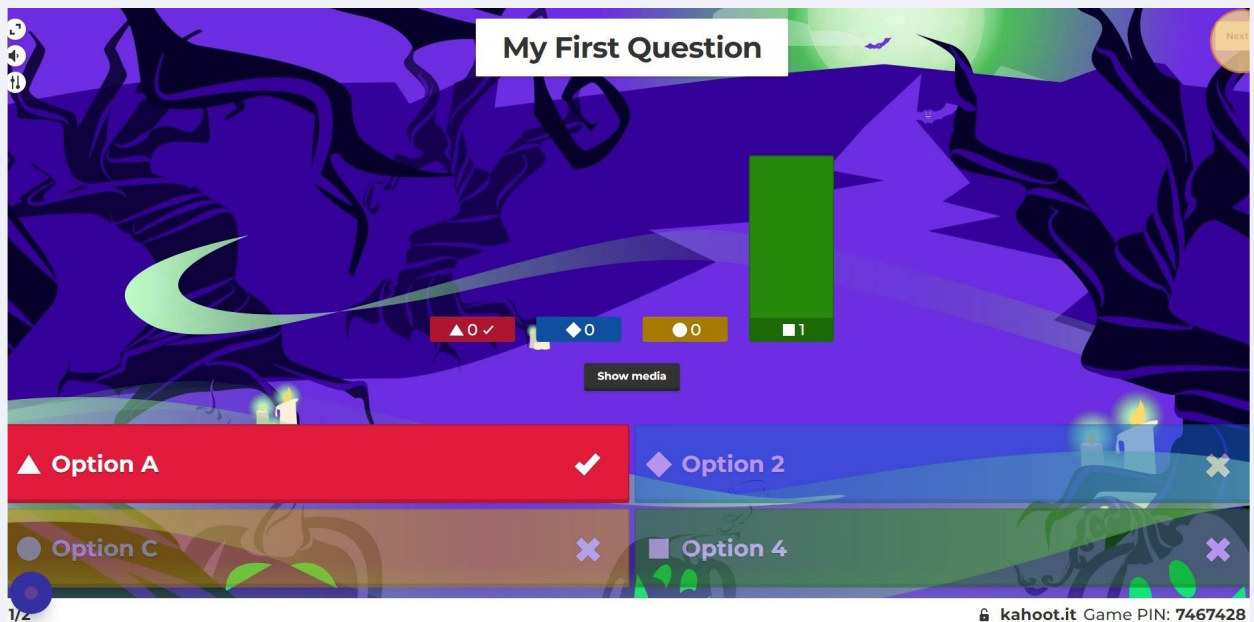 My First Question
Next
0
0
0
1
Show media
Option A
Option 2
Option C
Option 4
1/2
kahoot.it Game PIN: 7467428